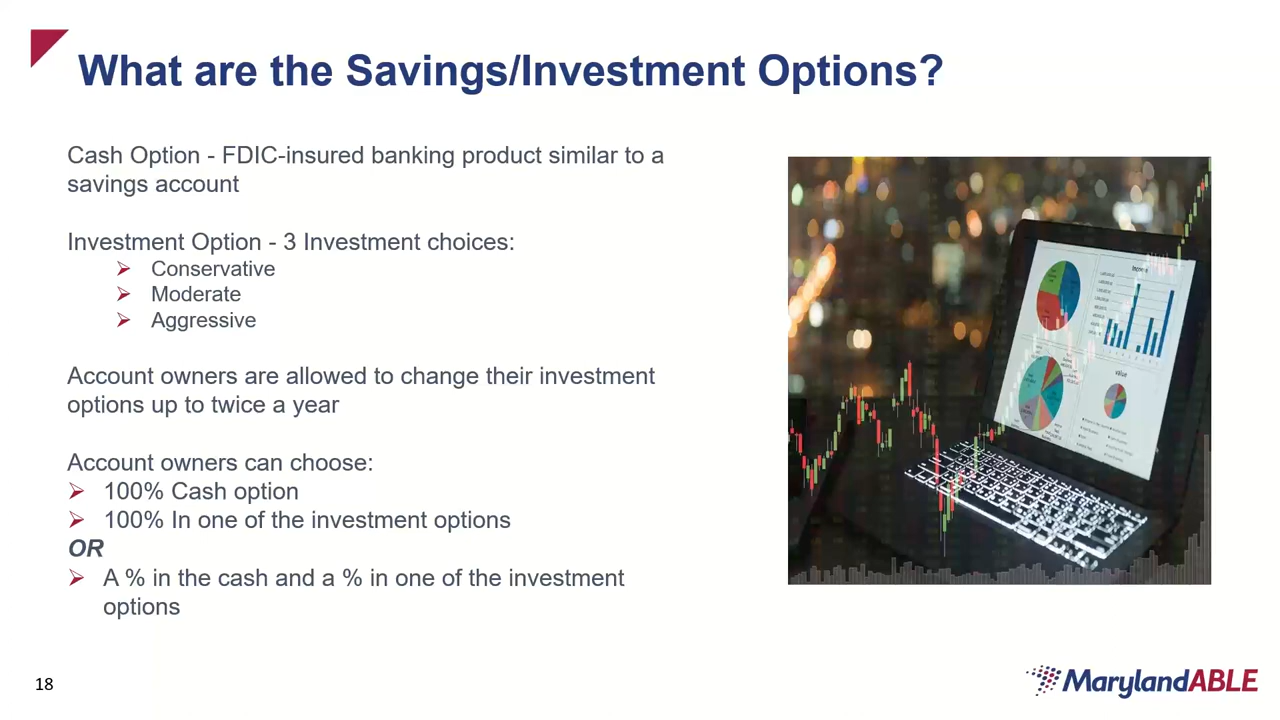 What are the Savings/Investment Options?
Cash Option - FDIC-insured banking product similar to a
savings account
Investment Option - 3 Investment choices:
Conservative
Moderate
Aggressive
Account owners are allowed to change their investment
options up to twice a year
Account owners can choose:
100% Cash option
100% In one of the investment options
OR
A % in the cash and a % in one of the investment
options
Income
value
18
MarylandABLE